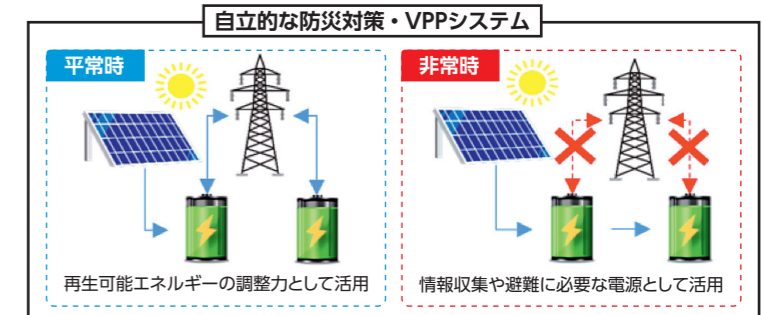 自立的な防災対策・VPPシステム
平常時
非常時
再生可能エネルギーの調整力として活用
情報収集や避難に必要な電源として活用